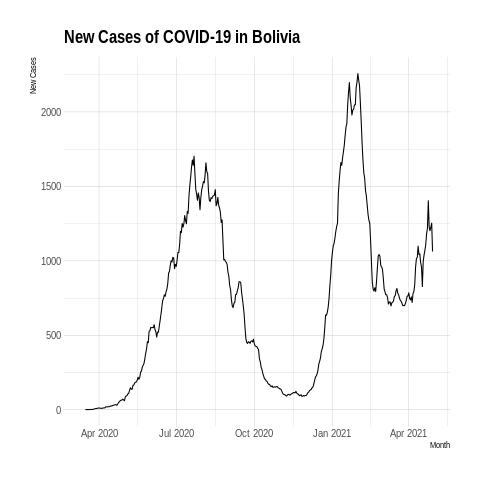 New Cases of COVID-19 in Bolivia
New Cases
2000
1500
1000
500
0
Apr 2020 Jul 2020 Oct 2020 Jan 2021 Apr 2021
Month